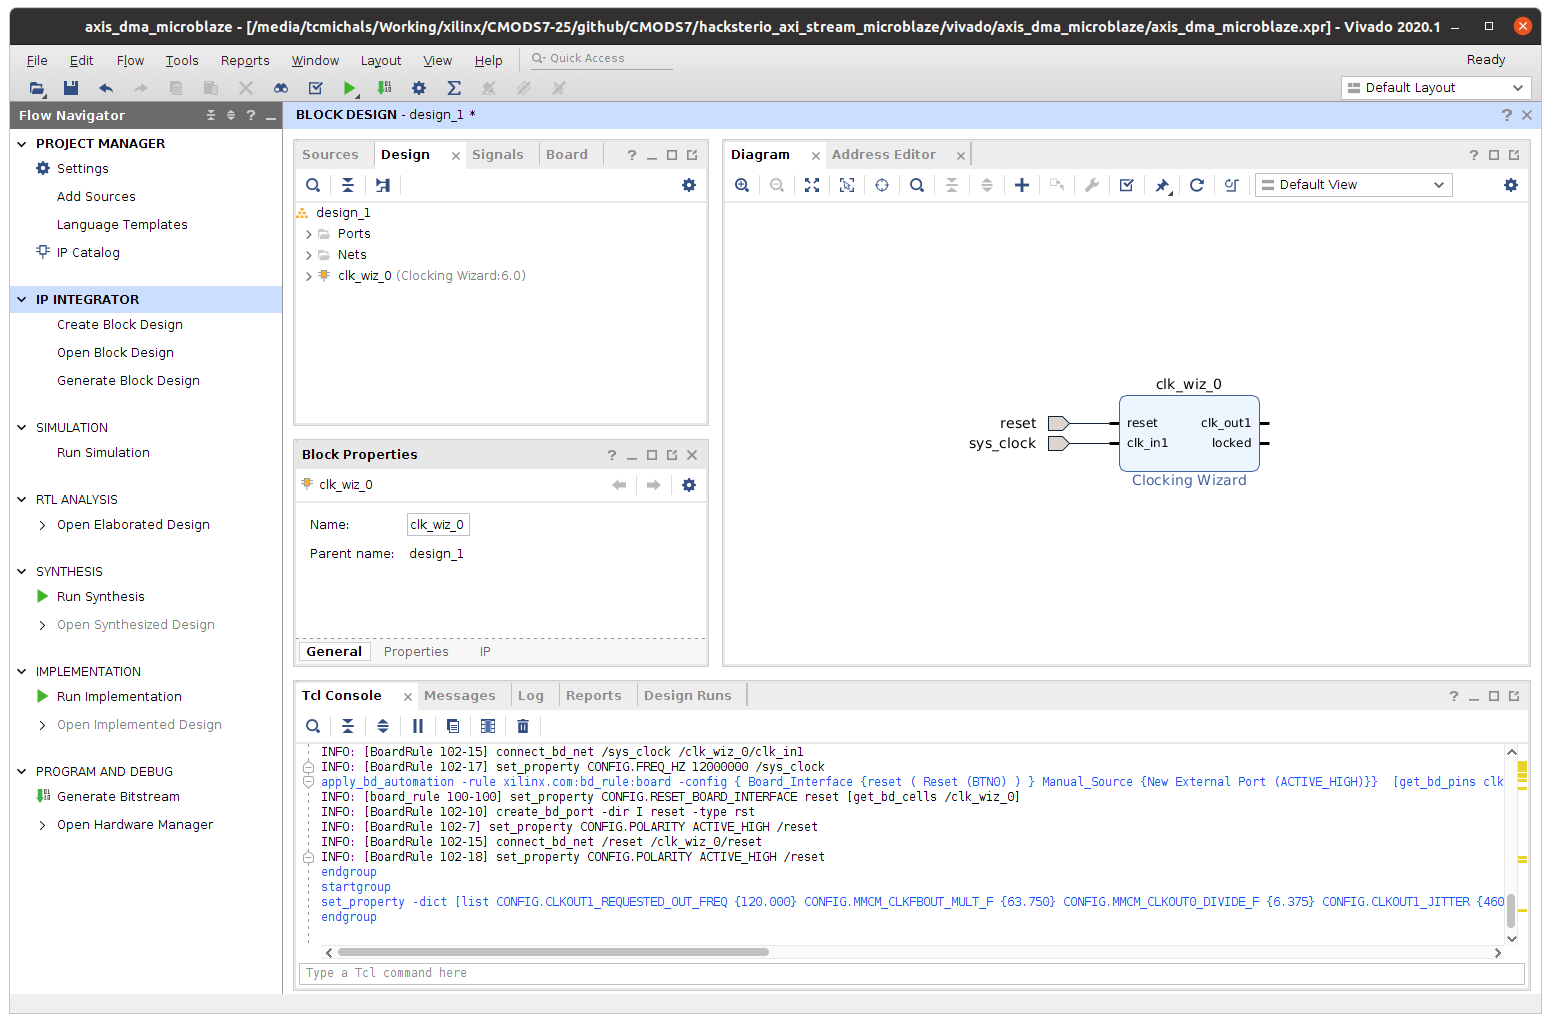 axis_dma_microblaze - [/media/tcmichals/Working/xilinx/CMODS7-25/github/CMODS7/hacksterio_axi_stream_microblaze/vivado/axis_dma_microblaze/axis_dma_microblaze.xpr] - Vivado 2020.1
File Edit Flow Tools Reports Window Layout View Help Quick Access Ready
Default Layout
Flow Navigator
PROJECT MANAGER
Settings
Add Sources
Language Templates
IP Catalog
IP INTEGRATOR
Create Block Design
Open Block Design
Generate Block Design
SIMULATION
Run Simulation
RTL ANALYSIS
Open Elaborated Design
SYNTHESIS
Run Synthesis
Open Synthesized Design
IMPLEMENTATION
Run Implementation
Open Implemented Design
PROGRAM AND DEBUG
Generate Bitstream
Open Hardware Manager
BLOCK DESIGN - design_1 *
Sources Design Signals Board
design_1
Ports
Nets
clk_wiz_0 (Clocking Wizard:6.0)
Block Properties
clk_wiz_0
Name: clk_wiz_0
Parent name: design_1
General Properties IP
Diagram Address Editor
Default View
clk_wiz_0
reset reset clk_out1
sys_clock clk_in1 locked
Clocking Wizard
Tcl Console Messages Log Reports Design Runs
INFO: [BoardRule 102-15] connect_bd_net /sys_clock /clk_wiz_0/clk_in1
INFO: [BoardRule 102-17] set_property CONFIG.FREQ_HZ 12000000 /sys_clock
apply_bd_automation -rule xilinx.com:bd_rule:board -config { Board_Interface {reset ( Reset (BTN0) ) } Manual_Source {New External Port (ACTIVE_HIGH)}} [get_bd_pins clk
INFO: [board_rule 100-100] set_property CONFIG.RESET_BOARD_INTERFACE reset [get_bd_cells /clk_wiz_0]
INFO: [BoardRule 102-10] create_bd_port -dir I reset -type rst
INFO: [BoardRule 102-7] set_property CONFIG.POLARITY ACTIVE_HIGH /reset
INFO: [BoardRule 102-15] connect_bd_net /reset /clk_wiz_0/reset
INFO: [BoardRule 102-18] set_property CONFIG.POLARITY ACTIVE_HIGH /reset
endgroup
startgroup
set_property -dict [list CONFIG.CLKOUT1_REQUESTED_OUT_FREQ {120.000} CONFIG.MMCM_CLKFBOUT_MULT_F {63.750} CONFIG.MMCM_CLKOUT0_DIVIDE_F {6.375} CONFIG.CLKOUT1_JITTER {460
endgroup
Type a Tcl command here